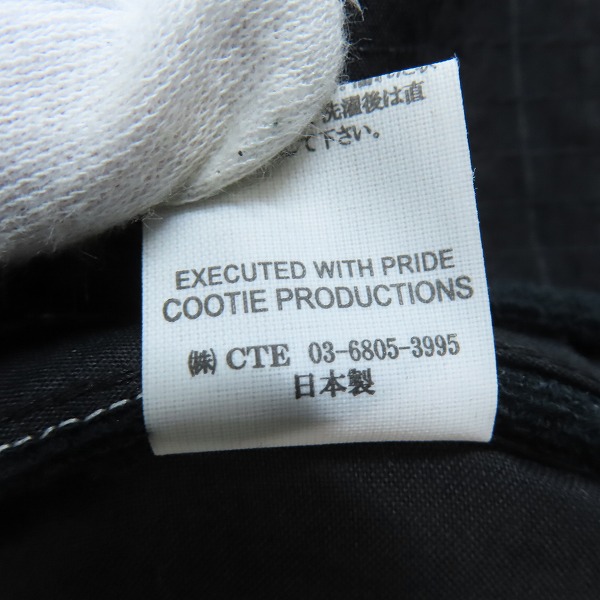 洗濯後は直
て下さい。
EXECUTED WITH PRIDE
COOTIE PRODUCTIONS
㈱ CTE 03-6805-3995
日本製